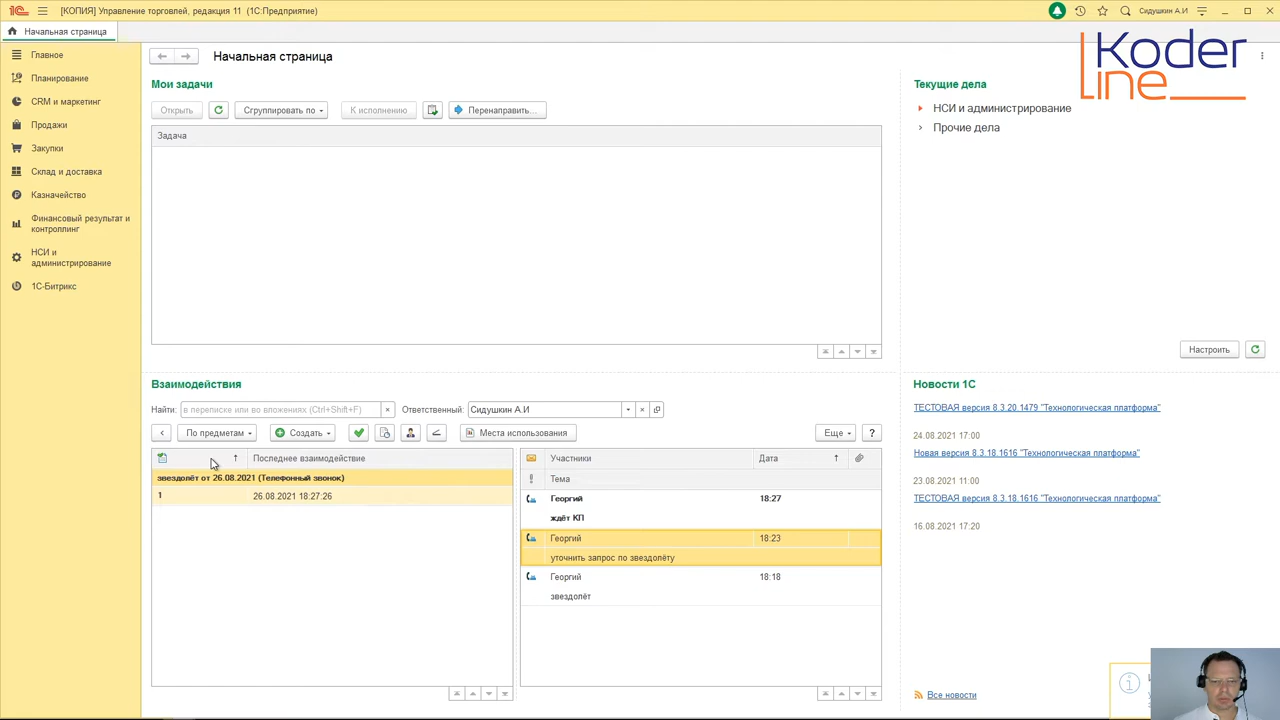 1С [КОПИЯ] Управление торговлей, редакция 11 (1С:Предприятие)
Сидушкин А.И
Начальная страница
Koder line
Главное
Планирование
CRM и маркетинг
Продажи
Закупки
Склад и доставка
Казначейство
Финансовый результат и
контроллинг
НСИ и
администрирование
1С-Битрикс
Начальная страница
Мои задачи
Открыть
Сгруппировать по
К исполнению
Перенаправить...
Задача
Текущие дела
НСИ и администрирование
Прочие дела
Настроить
Взаимодействия
Найти: в переписке или во вложениях (Ctrl+Shift+F) × Ответственный: Сидушкин А.И ×
По предметам
Создать
Места использования
Еще
?
Последнее взаимодействие
звездолёт от 26.08.2021 (Телефонный звонок)
1 26.08.2021 18:27:26
Участники Дата
Тема
Георгий 18:27
ждёт КП
Георгий 18:23
уточнить запрос по звездолёту
Георгий 18:18
звездолёт
Новости 1С
ТЕСТОВАЯ версия 8.3.20.1479 "Технологическая платформа"
24.08.2021 17:00
Новая версия 8.3.18.1616 "Технологическая платформа"
23.08.2021 11:00
ТЕСТОВАЯ версия 8.3.18.1616 "Технологическая платформа"
16.08.2021 17:20
Все новости